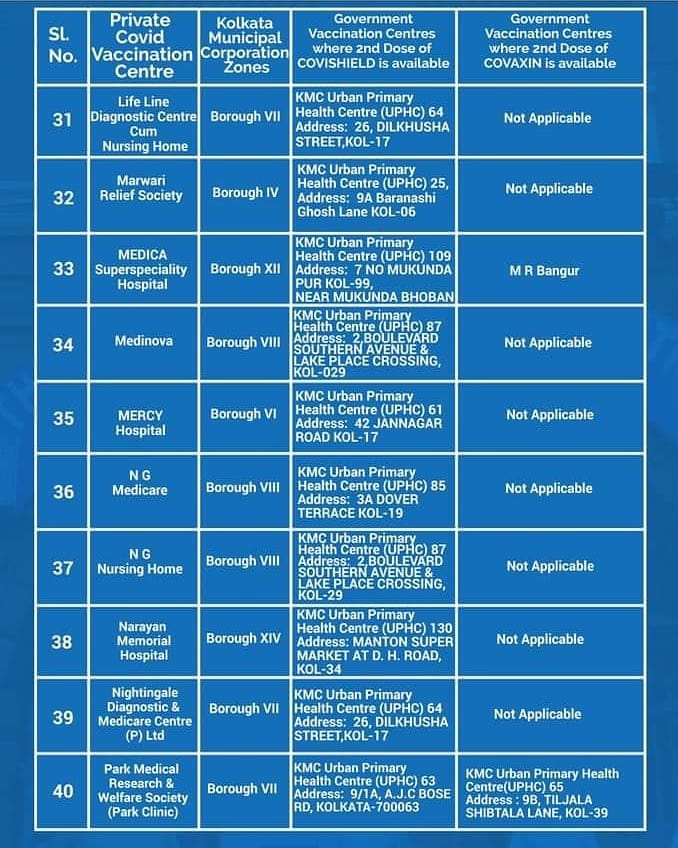 Sl.
No.
Private
Covid
Vaccination
Centre
Kolkata
Municipal
Corporation
Zones
Government
Vaccination Centres
where 2nd Dose of
COVISHIELD is available
Government
Vaccination Centres
where 2nd Dose of
COVAXIN is available
31
Life Line
Diagnostic Centre
Cum
Nursing Home
Borough VII
KMC Urban Primary
Health Centre (UPHC) 64
Address: 26, DILKHUSHA
STREET,KOL-17
Not Applicable
32
Marwari
Relief Society
Borough IV
KMC Urban Primary
Health Centre (UPHC) 25,
Address: 9A Baranashi
Ghosh Lane KOL-06
Not Applicable
33
MEDICA
Superspeciality
Hospital
Borough XII
KMC Urban Primary
Health Centre (UPHC) 109
Address: 7 NO MUKUNDA
PUR KOL-99,
NEAR MUKUNDA BHOBAN
M R Bangur
34
Medinova
Borough VIII
KMC Urban Primary
Health Centre (UPHC) 87
Address: 2,BOULEVARD
SOUTHERN AVENUE &
LAKE PLACE CROSSING,
KOL-029
Not Applicable
35
MERCY
Hospital
Borough VI
KMC Urban Primary
Health Centre (UPHC) 61
Address: 42 JANNAGAR
ROAD KOL-17
Not Applicable
36
N G
Medicare
Borough VIII
KMC Urban Primary
Health Centre (UPHC) 85
Address: 3A DOVER
TERRACE KOL-19
Not Applicable
37
N G
Nursing Home
Borough VIII
KMC Urban Primary
Health Centre (UPHC) 87
Address: 2,BOULEVARD
SOUTHERN AVENUE &
LAKE PLACE CROSSING,
KOL-29
Not Applicable
38
Narayan
Memorial
Hospital
Borough XIV
KMC Urban Primary
Health Centre (UPHC) 130
Address: MANTON SUPER
MARKET AT D. H. ROAD,
KOL-34
Not Applicable
39
Nightingale
Diagnostic &
Medicare Centre
(P) Ltd
Borough VII
KMC Urban Primary
Health Centre (UPHC) 64
Address: 26, DILKHUSHA
STREET,KOL-17
Not Applicable
40
Park Medical
Research &
Welfare Society
(Park Clinic)
Borough VII
KMC Urban Primary
Health Centre (UPHC) 63
Address: 9/1A, A.J.C BOSE
RD, KOLKATA-700063
KMC Urban Primary Health
Centre(UPHC) 65
Address : 9B, TILJALA
SHIBTALA LANE, KOL-39